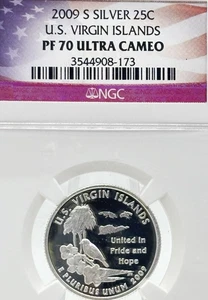 2009 S SILVER 25C
U.S. VIRGIN ISLANDS
PF 70 ULTRA CAMEO
3544908-173
NGC
U.S. VIRGIN ISLANDS
United in
Pride and
Hope
E PLURIBUS UNUM 2009